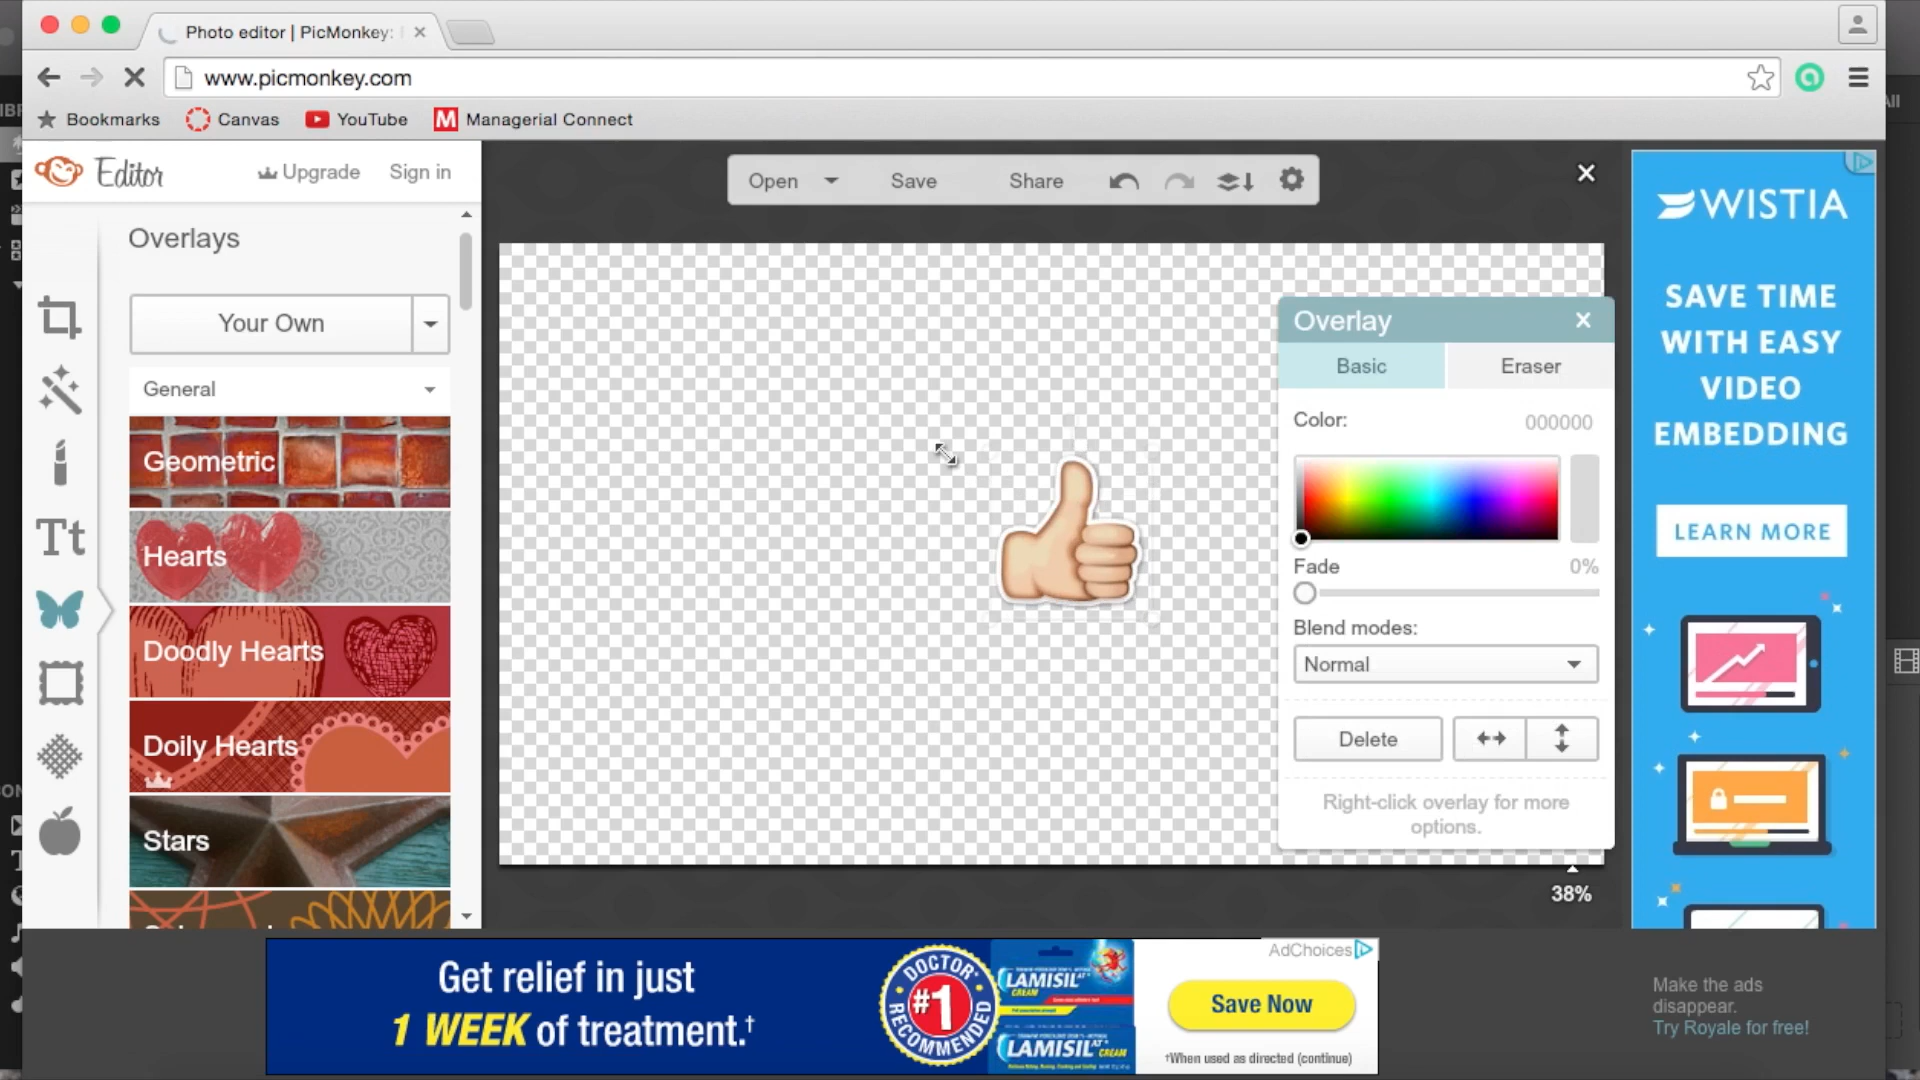 Photo editor | PicMonkey:
www.picmonkey.com
Bookmarks
Canvas
YouTube
M Managerial Connect
Editor
Upgrade
Sign in
Open
Save
Share
Overlays
Your Own
General
Geometric
Hearts
Doodly Hearts
Doily Hearts
Stars
Overlay
Basic
Eraser
Color:
000000
Fade
0%
Blend modes:
Normal
Delete
Right-click overlay for more
options.
38%
WISTIA
SAVE TIME
WITH EASY
VIDEO
EMBEDDING
LEARN MORE
Get relief in just
1 WEEK of treatment.†
DOCTOR
#1
RECOMMENDED
LAMISIL AT
CREAM
LAMISIL AT CREAM
AdChoices
Save Now
†When used as directed (continue)
Make the ads
disappear.
Try Royale for free!